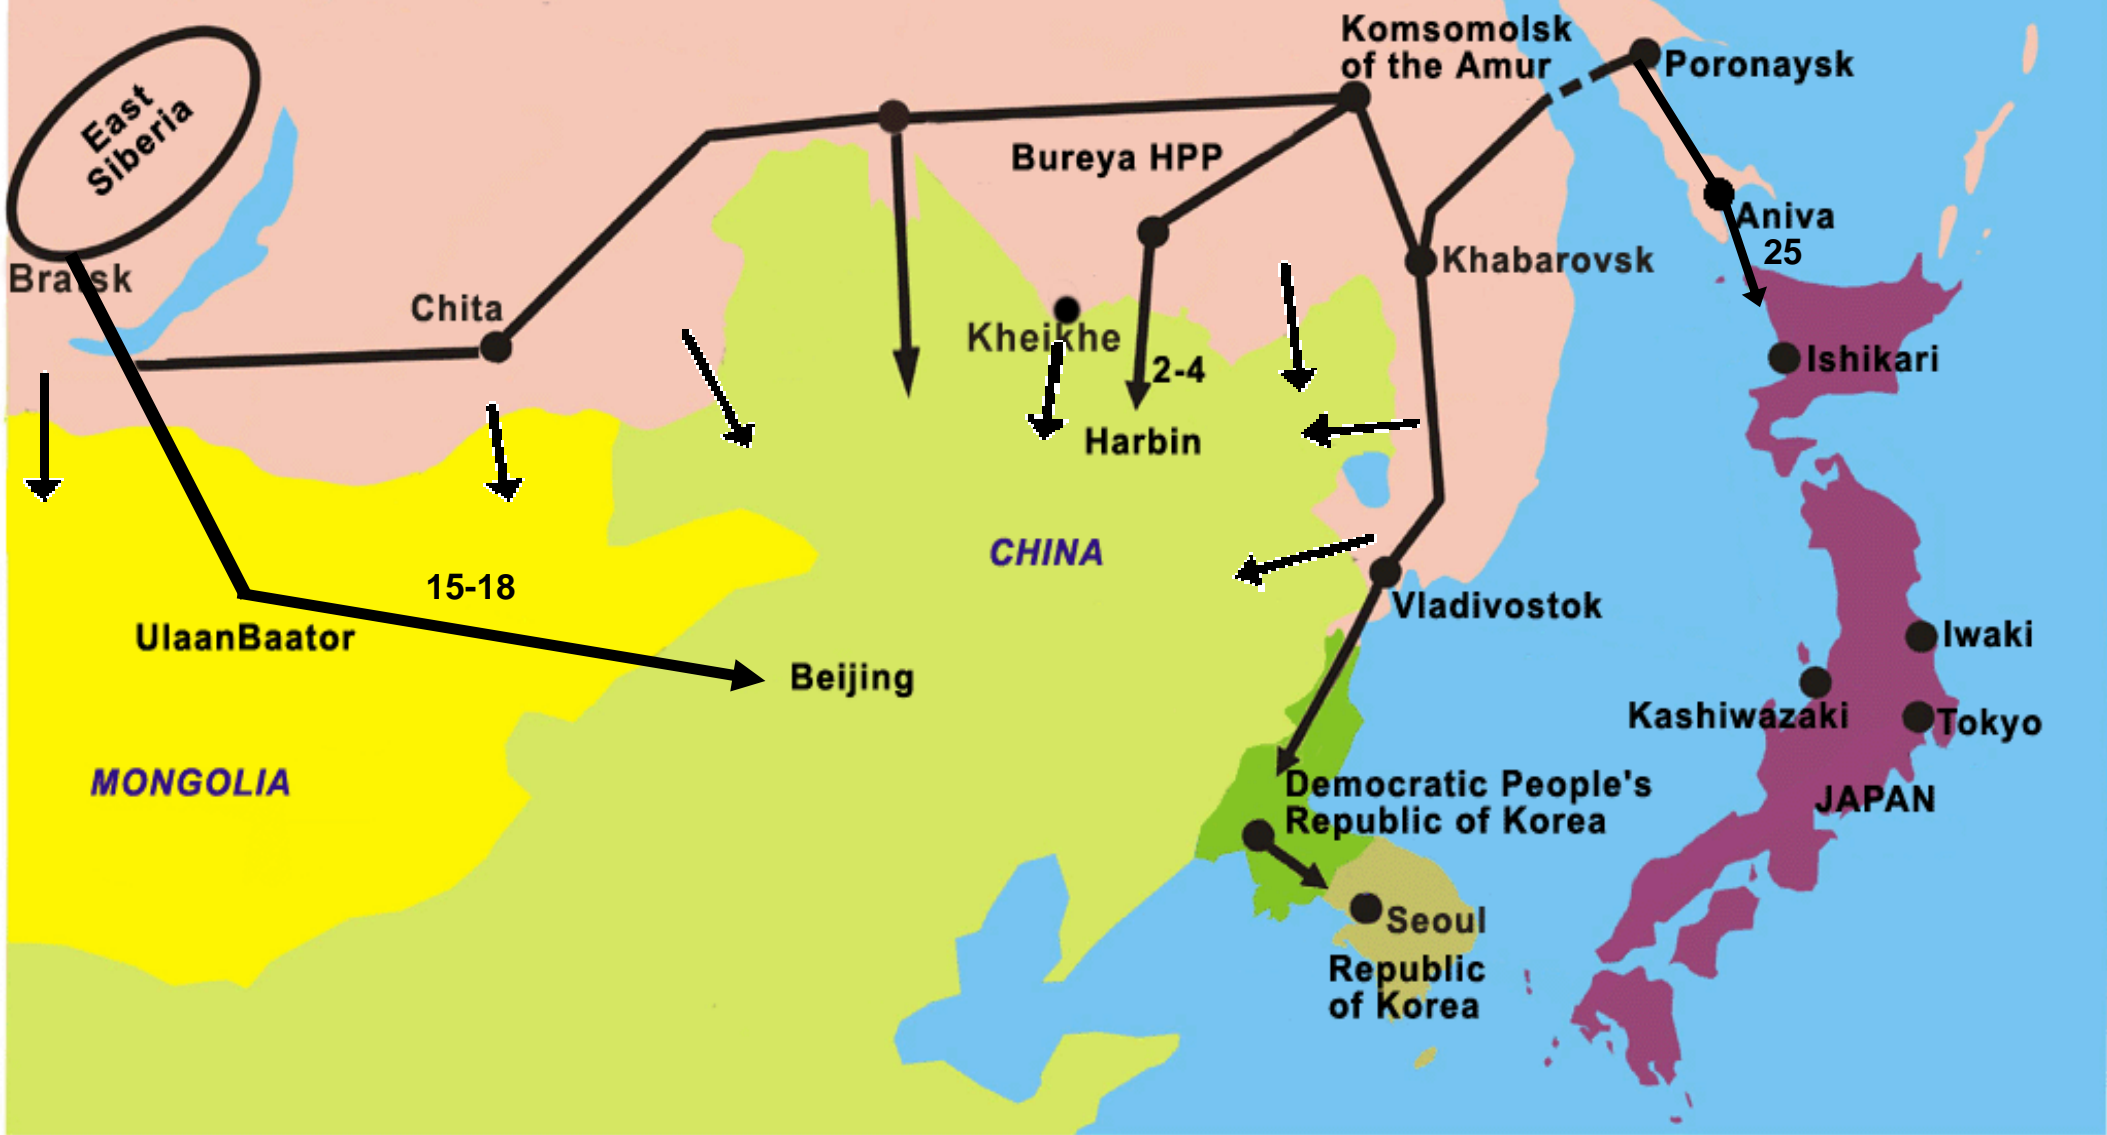 Komsomolsk
of the Amur
Poronaysk
East
Siberia
Bureya HPP
Aniva
25
Khabarovsk
Bratsk
Chita
Kheikhe
2-4
Ishikari
Harbin
CHINA
15-18
Vladivostok
UlaanBaator
Iwaki
Beijing
Kashiwazaki
Tokyo
MONGOLIA
Democratic People's
Republic of Korea
JAPAN
Seoul
Republic
of Korea